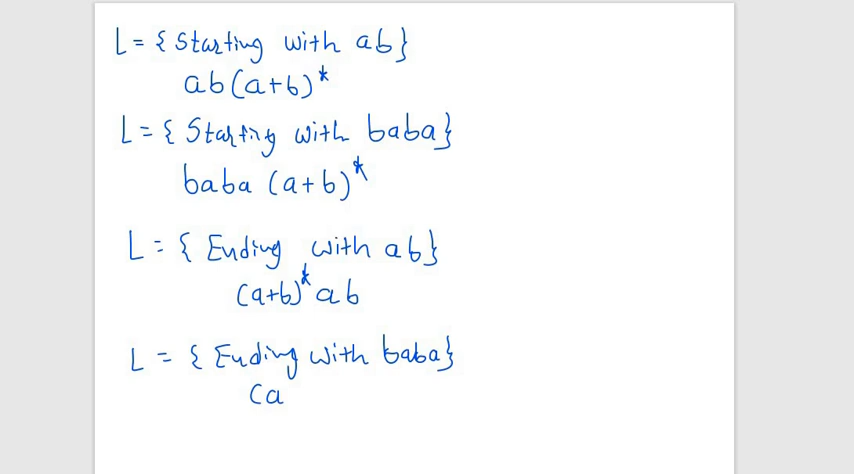 L = { Starting with ab}
ab(a+b)*
L = { Starting with baba}
baba (a+b)*
L = { Ending with ab}
(a+b)* ab
L = { Ending with baba}
(a